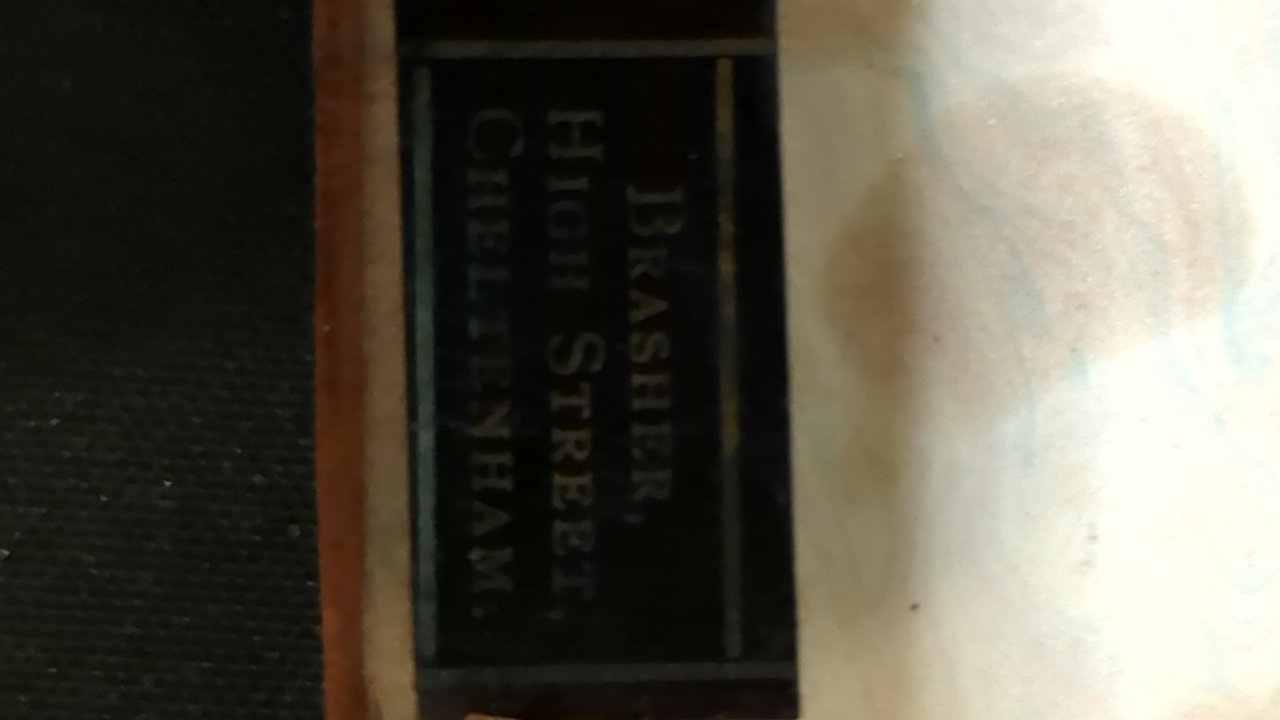 BRASHER,
HIGH STREET,
CHELTENHAM.